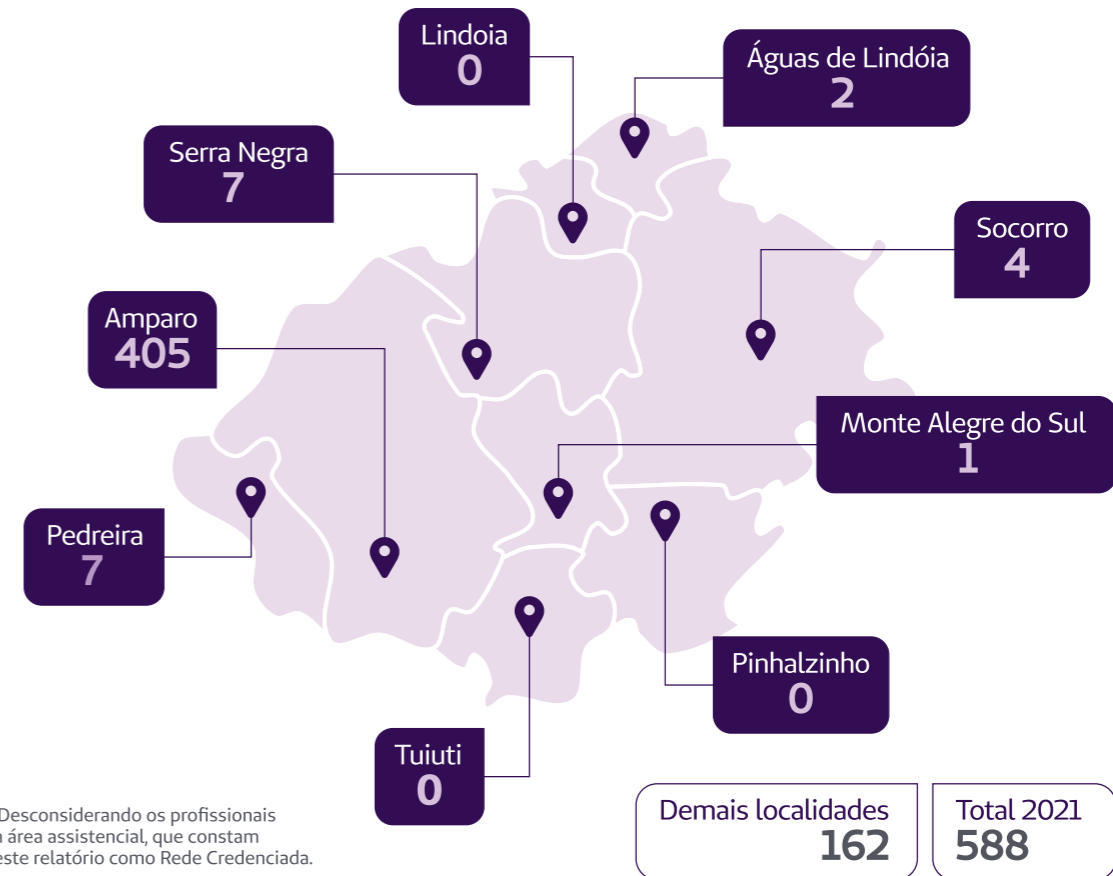 Lindoia
0
Águas de Lindóia
2
Serra Negra
7
Socorro
4
Amparo
405
Monte Alegre do Sul
1
Pedreira
7
Pinhalzinho
0
Tuiuti
0
Desconsiderando os profissionais
área assistencial, que constam
este relatório como Rede Credenciada.
Demais localidades
162
Total 2021
588